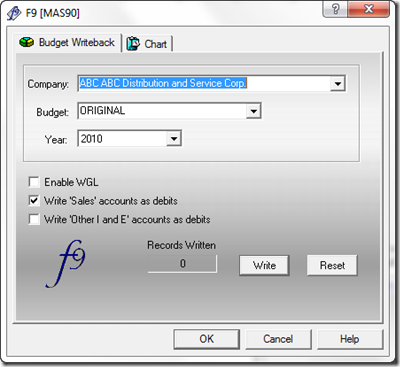 F9 [MAS90]
Budget Writeback Chart
Company: ABC ABC Distribution and Service Corp.
Budget: ORIGINAL
Year: 2010
Enable WGL
Write 'Sales' accounts as debits
Write 'Other I and E' accounts as debits
f9
Records Written
0 Write Reset
OK Cancel Help